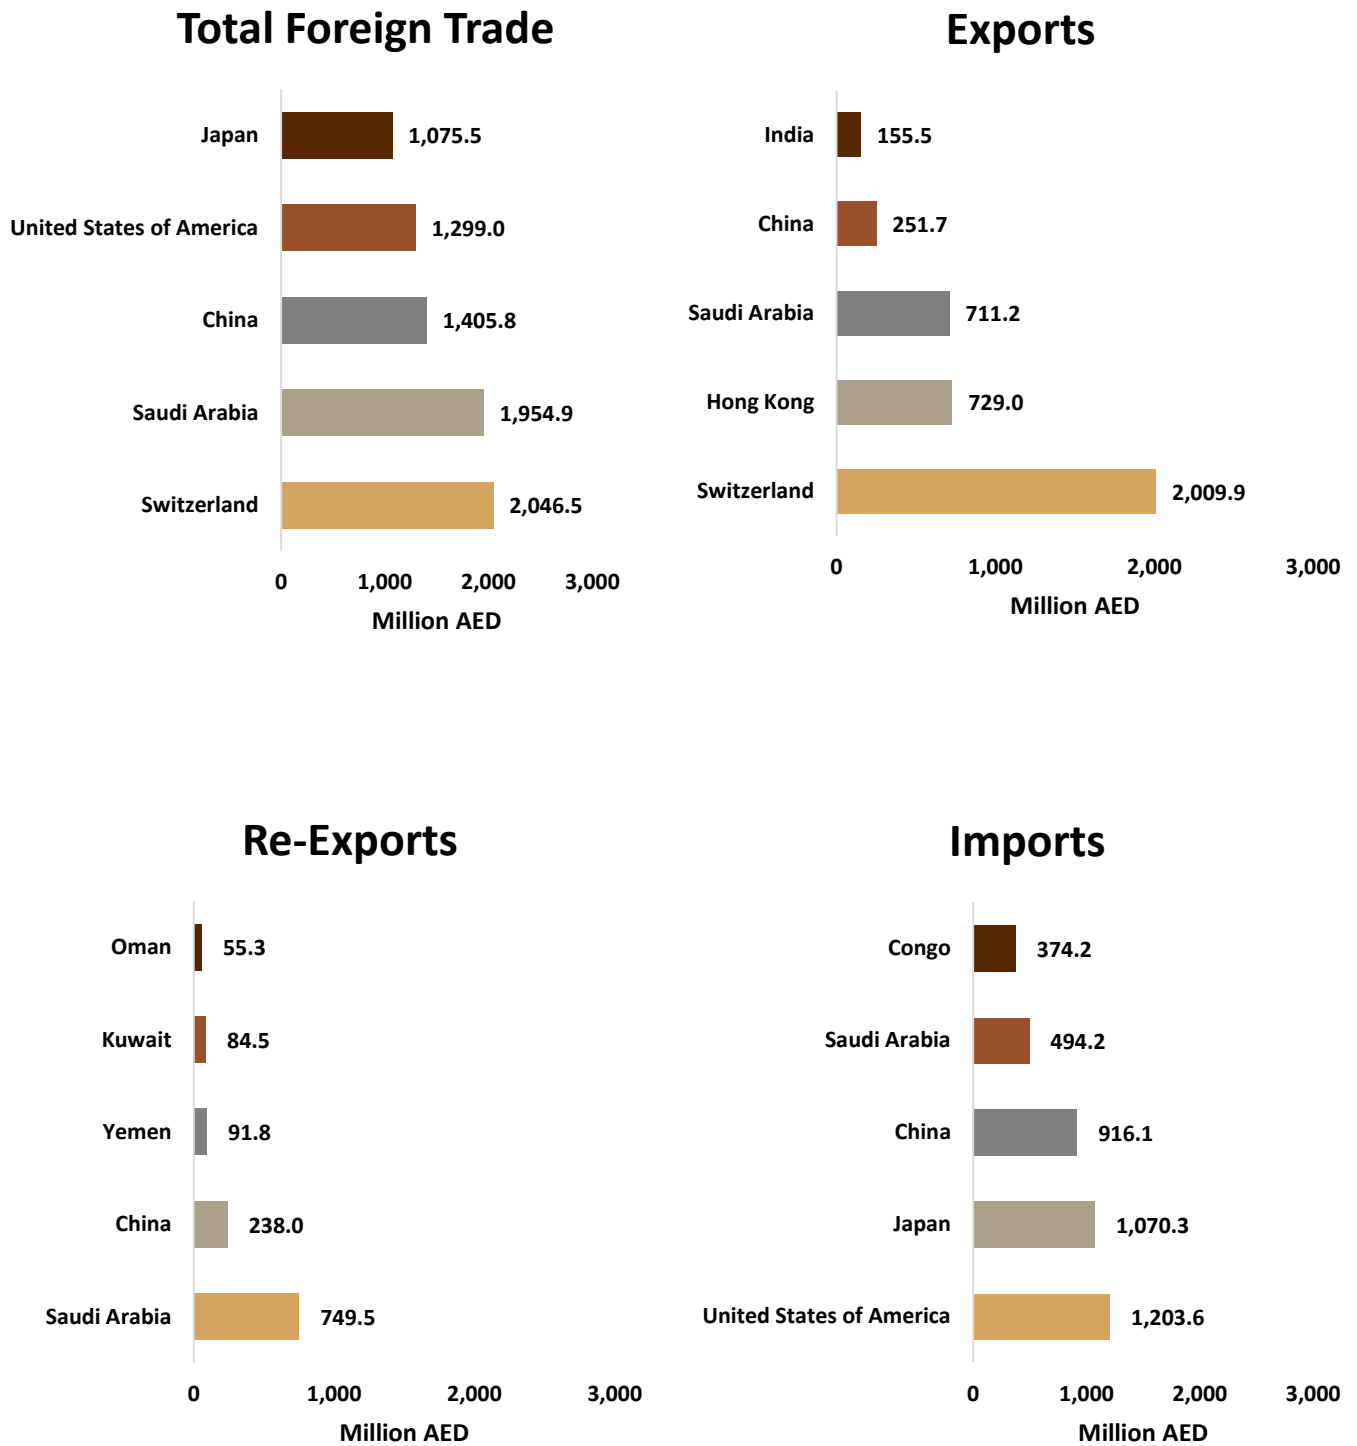 Total Foreign Trade
Japan 1,075.5
United States of America 1,299.0
China 1,405.8
Saudi Arabia 1,954.9
Switzerland 2,046.5
0 1,000 2,000 3,000
Million AED
Exports
India 155.5
China 251.7
Saudi Arabia 711.2
Hong Kong 729.0
Switzerland 2,009.9
0 1,000 2,000 3,000
Million AED
Re-Exports
Oman 55.3
Kuwait 84.5
Yemen 91.8
China 238.0
Saudi Arabia 749.5
0 1,000 2,000 3,000
Million AED
Imports
Congo 374.2
Saudi Arabia 494.2
China 916.1
Japan 1,070.3
United States of America 1,203.6
0 1,000 2,000 3,000
Million AED